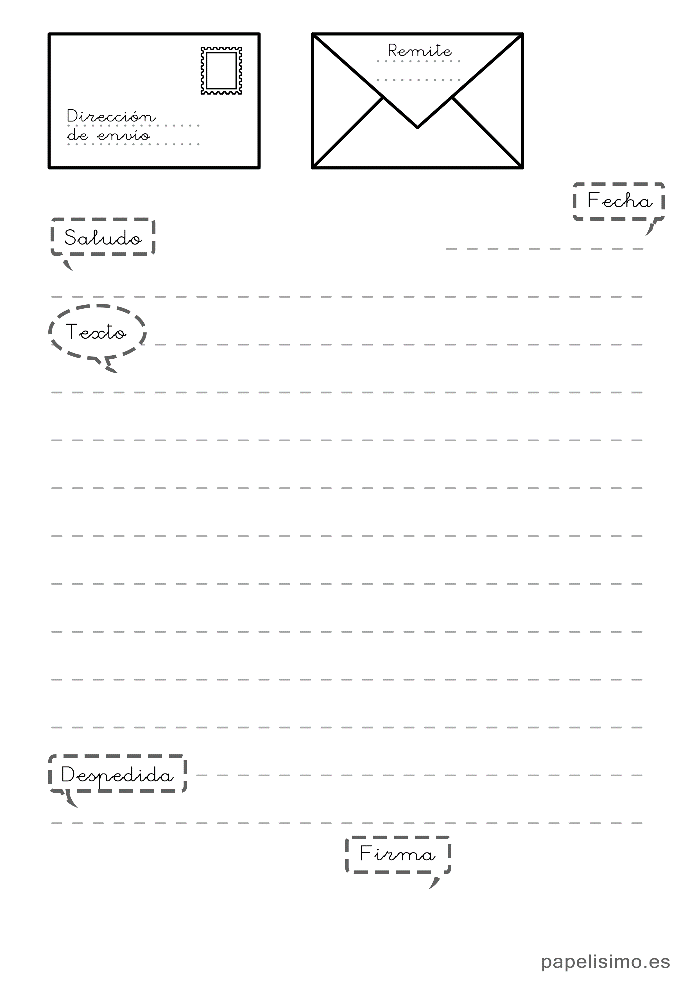 Remite
Dirección
de envío
Fecha
Saludo
Texto
Despedida
Firma
papelisimo.es